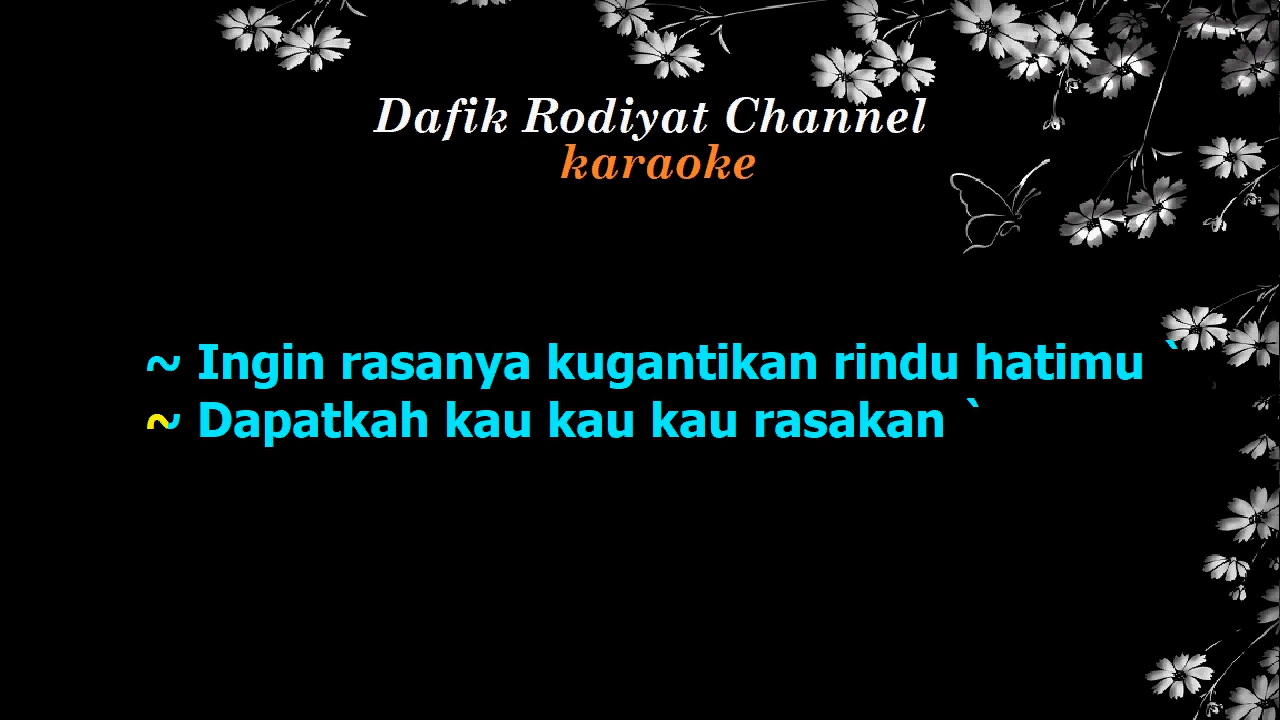 Dafik Rodiyat Channel
karaoke
~ Ingin rasanya kugantikan rindu hatimu `
~ Dapatkah kau kau kau rasakan `